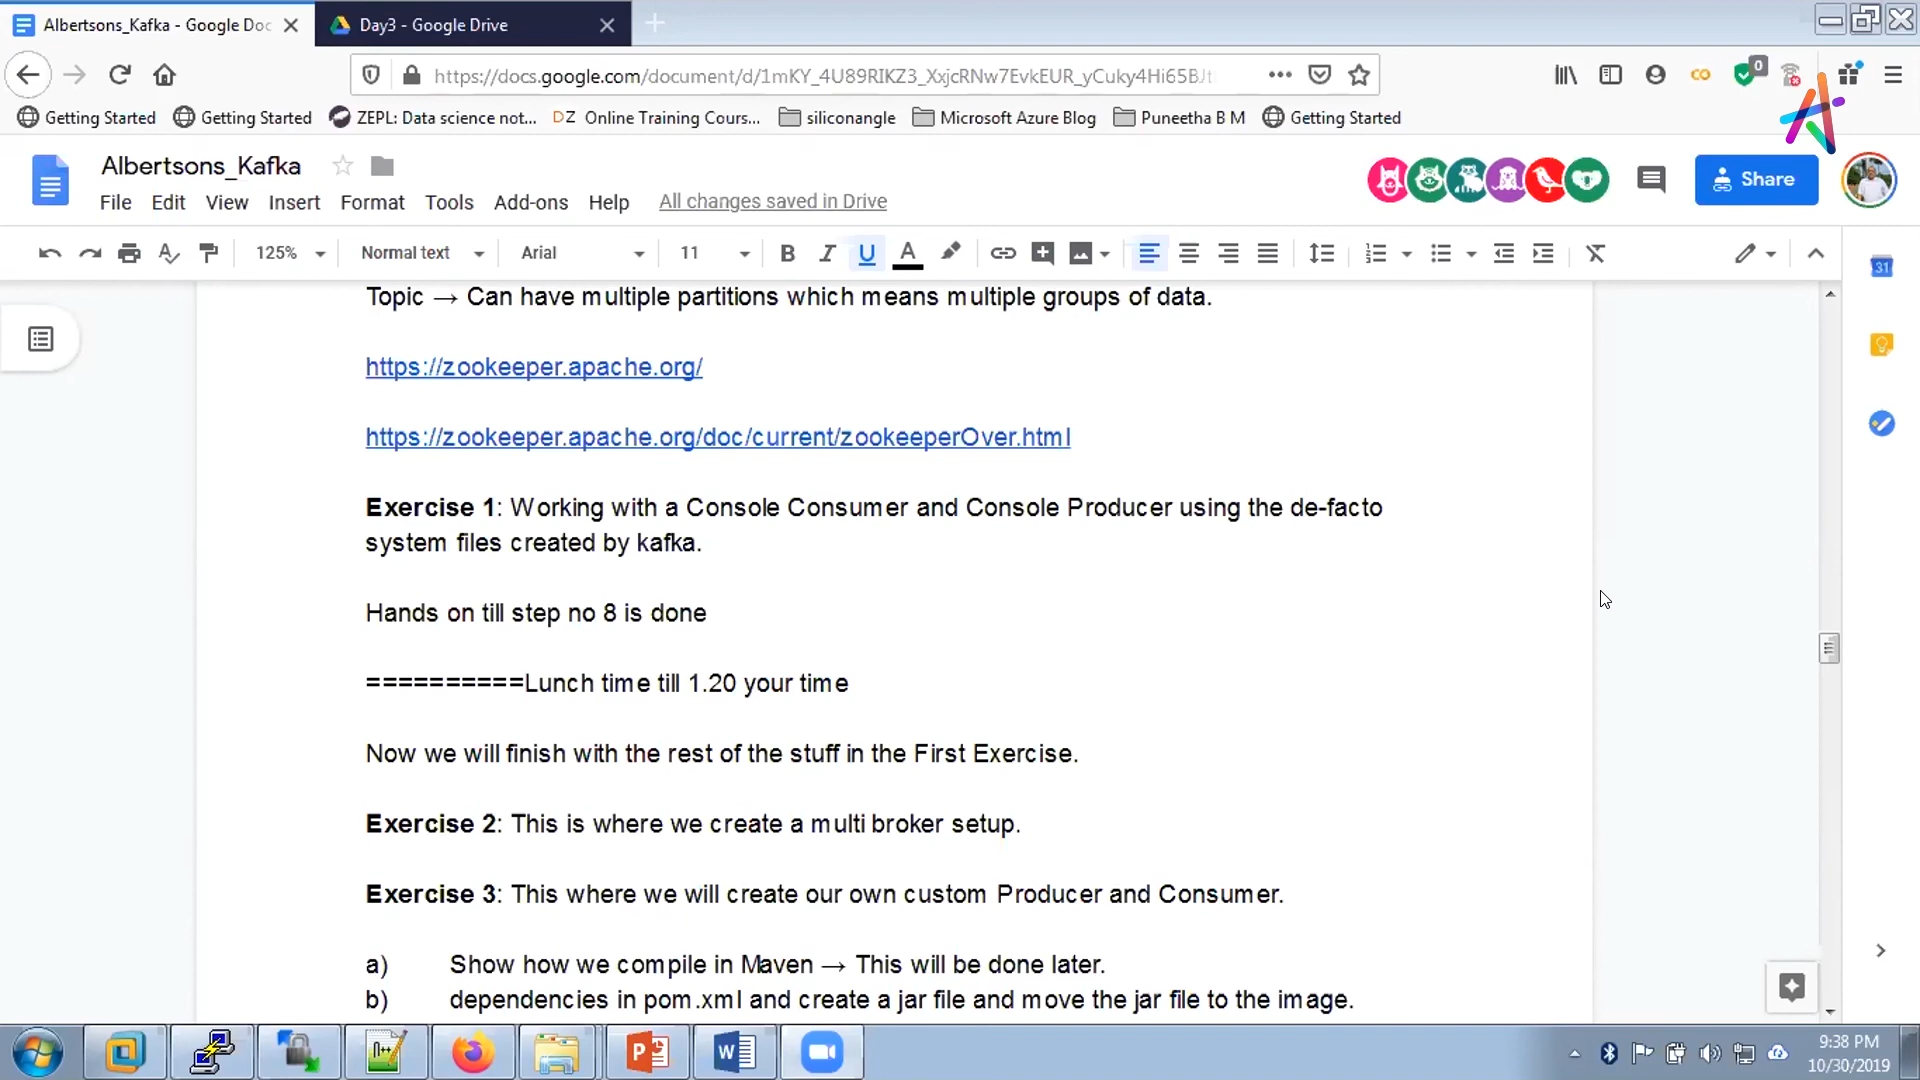 Albertsons_Kafka - Google Doc
Day3 - Google Drive
https://docs.google.com/document/d/1mKY_4U89RIKZ3_XxjcRNw7EvkEUR_yCuky4Hi65BJt
0
Getting Started
Getting Started
ZEPL: Data science not...
DZ Online Training Cours...
siliconangle
Microsoft Azure Blog
Puneetha B M
Getting Started
Albertsons_Kafka
File Edit View Insert Format Tools Add-ons Help All changes saved in Drive
Share
125% Normal text Arial 11 B I U A
31
Topic → Can have multiple partitions which means multiple groups of data.
https://zookeeper.apache.org/
https://zookeeper.apache.org/doc/current/zookeeperOver.html
Exercise 1: Working with a Console Consumer and Console Producer using the de-facto
system files created by kafka.
Hands on till step no 8 is done
==========Lunch time till 1.20 your time
Now we will finish with the rest of the stuff in the First Exercise.
Exercise 2: This is where we create a multi broker setup.
Exercise 3: This where we will create our own custom Producer and Consumer.
a) Show how we compile in Maven → This will be done later.
b) dependencies in pom.xml and create a jar file and move the jar file to the image.
9:38 PM
10/30/2019